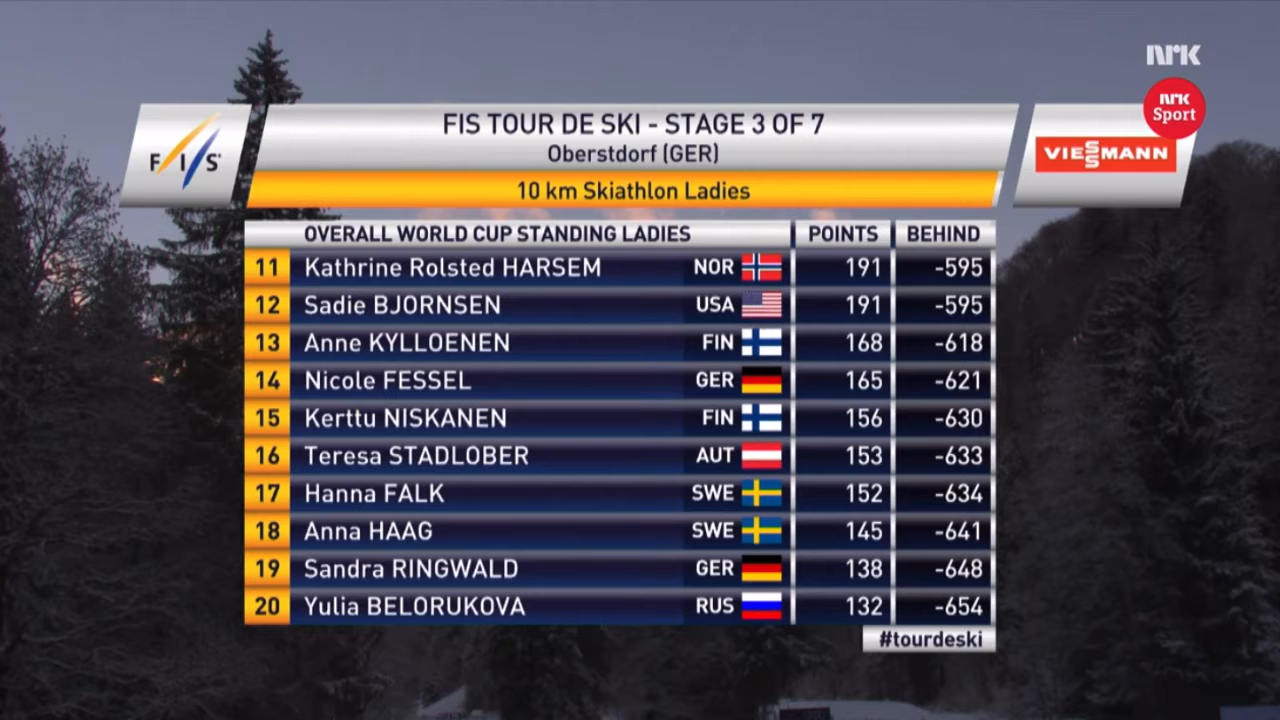 NRK
NRK
Sport
FIS
FIS TOUR DE SKI - STAGE 3 OF 7
Oberstdorf (GER)
VIESSMANN
10 km Skiathlon Ladies
OVERALL WORLD CUP STANDING LADIES POINTS BEHIND
11 Kathrine Rolsted HARSEM NOR 191 -595
12 Sadie BJORNSEN USA 191 -595
13 Anne KYLLOENEN FIN 168 -618
14 Nicole FESSEL GER 165 -621
15 Kerttu NISKANEN FIN 156 -630
16 Teresa STADLOBER AUT 153 -633
17 Hanna FALK SWE 152 -634
18 Anna HAAG SWE 145 -641
19 Sandra RINGWALD GER 138 -648
20 Yulia BELORUKOVA RUS 132 -654
#tourdeski